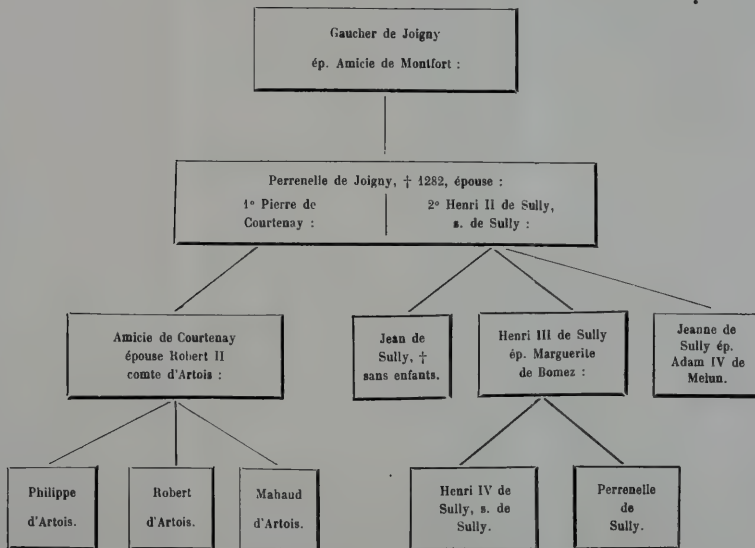 Gaucher de Joigny
ép. Amicie de Montfort :
Perrenelle de Joigny, † 1282, épouse :
1º Pierre de
Courtenay :
2º Henri II de Sully,
s. de Sully :
Amicie de Courtenay
épouse Robert II
comte d'Artois :
Jean de
Sully, †
sans enfants.
Henri III de Sully
ép. Marguerite
de Bomez :
Jeanne de
Sully ép.
Adam IV de
Melun.
Philippe
d'Artois.
Robert
d'Artois.
Mahaud
d'Artois.
Henri IV de
Sully, s. de
Sully.
Perrenelle
de
Sully.